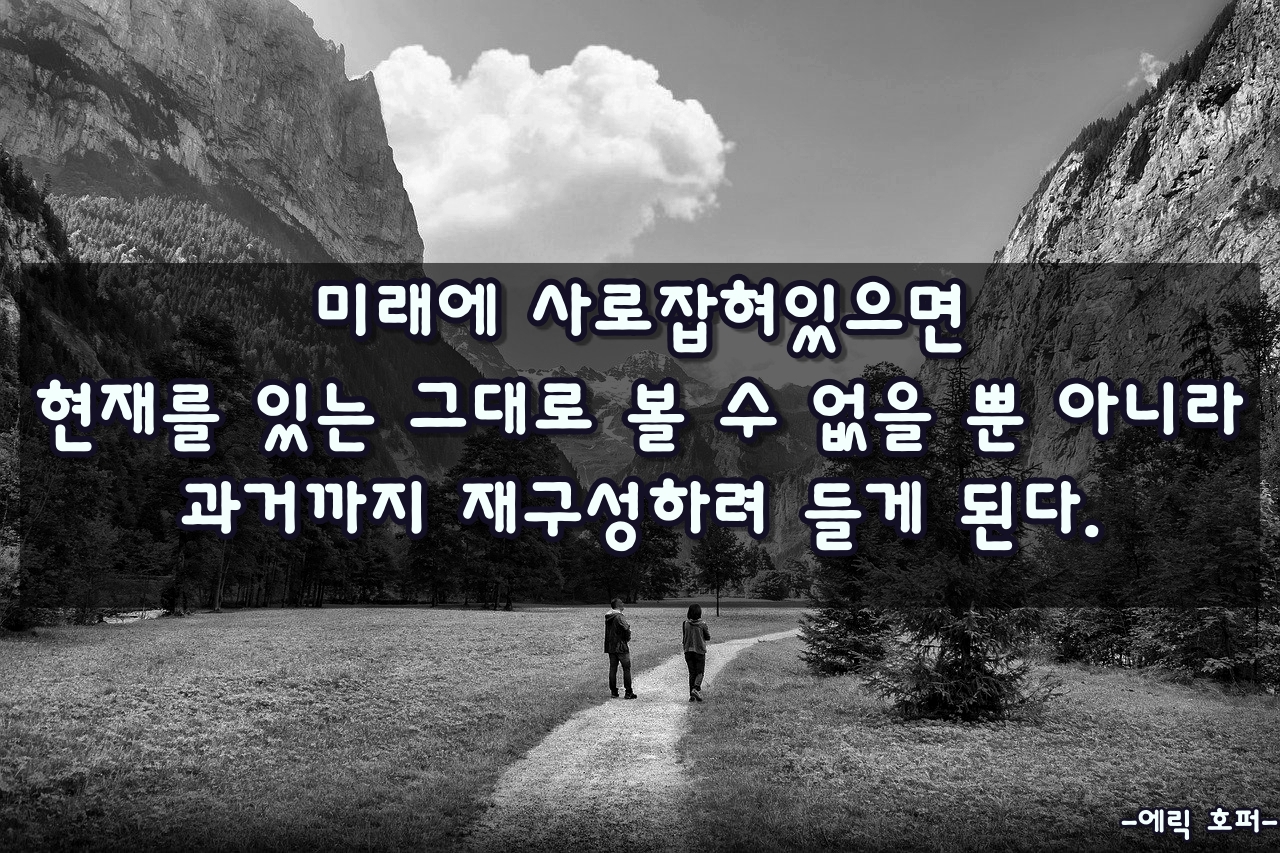 미래에 사로잡혀있으면
현재를 있는 그대로 볼 수 없을 뿐 아니라
과거까지 재구성하려 들게 된다.
-에릭 호퍼-